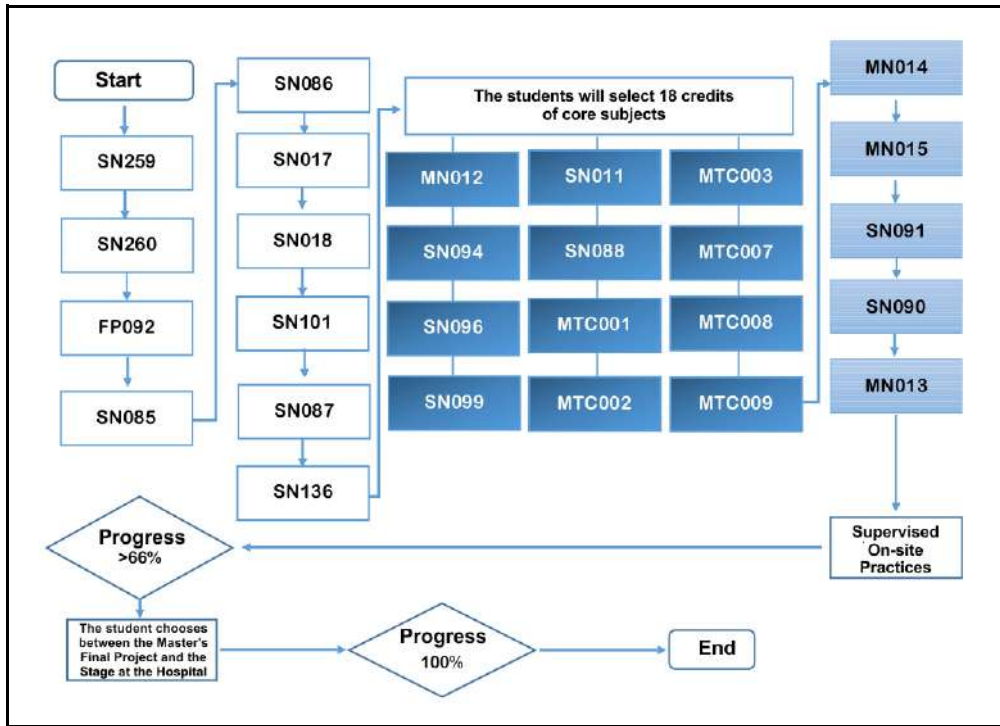 Start
SN259
SN260
FP092
SN085
SN086
SN017
SN018
SN101
SN087
SN136
The students will select 18 credits
of core subjects
MN012
SN094
SN096
SN099
SN011
SN088
MTC001
MTC002
MTC003
MTC007
MTC008
MTC009
MN014
MN015
SN091
SN090
MN013
Supervised
On-site
Practices
Progress
>66%
The student chooses
between the Master's
Final Project and the
Stage at the Hospital
Progress
100%
End